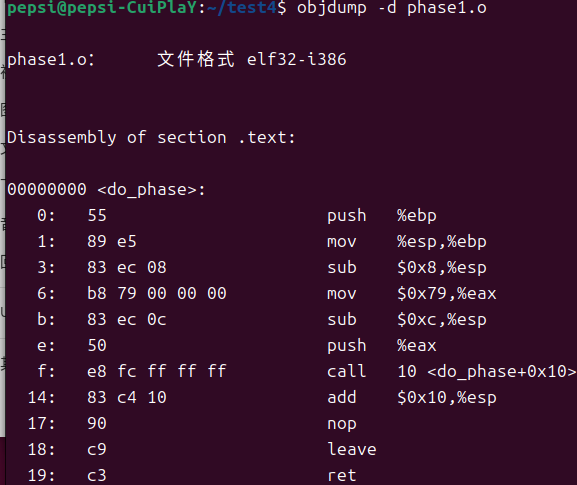 pepsi@pepsi-CuiPlaY:~/test4$ objdump -d phase1.o
phase1.o：     文件格式 elf32-i386
Disassembly of section .text:
00000000 <do_phase>:
   0:   55                      push   %ebp
   1:   89 e5                   mov    %esp,%ebp
   3:   83 ec 08                sub    $0x8,%esp
   6:   b8 79 00 00 00          mov    $0x79,%eax
   b:   83 ec 0c                sub    $0xc,%esp
   e:   50                      push   %eax
   f:   e8 fc ff ff ff          call   10 <do_phase+0x10>
  14:   83 c4 10                add    $0x10,%esp
  17:   90                      nop
  18:   c9                      leave
  19:   c3                      ret